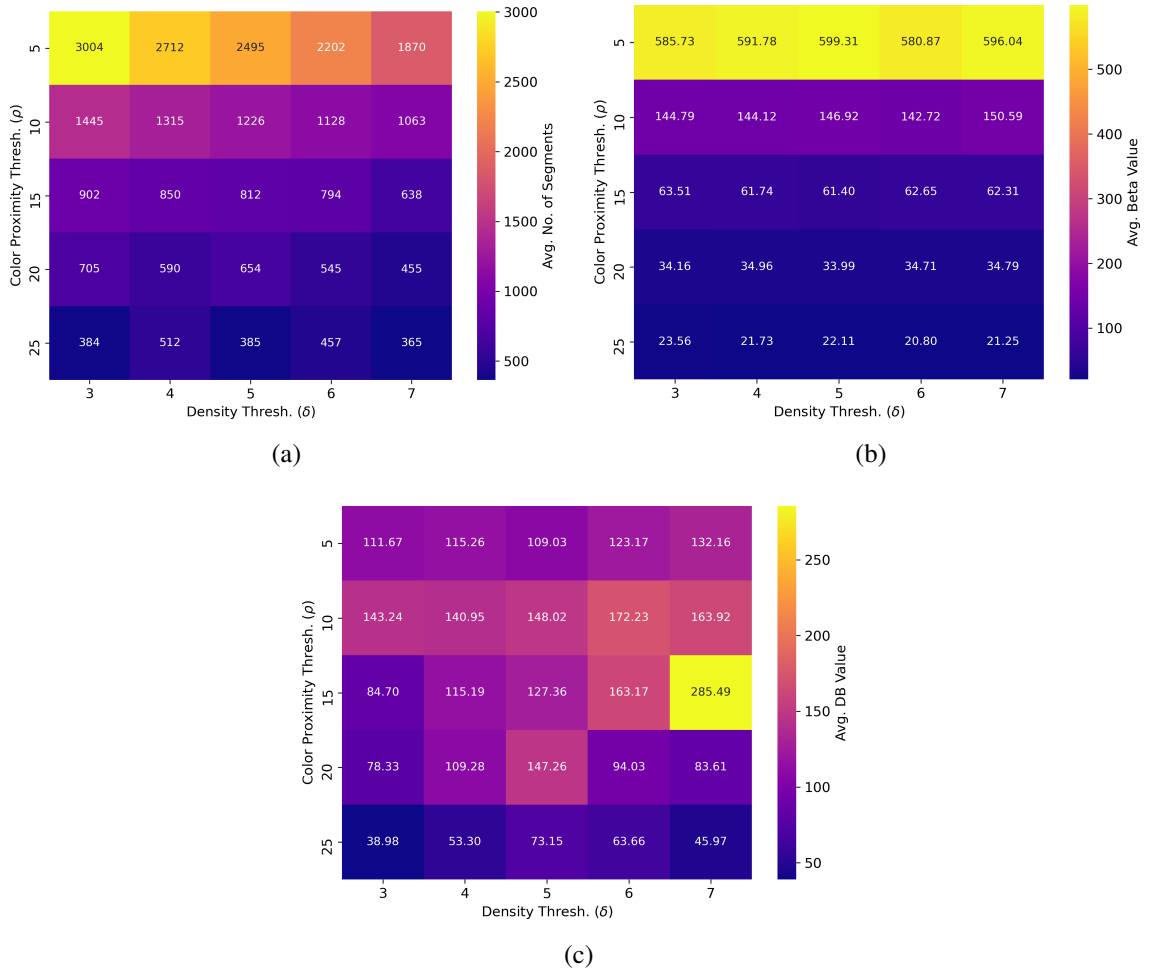 3000
5 3004 2712 2495 2202 1870
2500
10 1445 1315 1226 1128 1063
2000
15 902 850 812 794 638
1500
20 705 590 654 545 455
1000
25 384 512 385 457 365
500
3 4 5 6 7
Density Thresh. (δ)
Color Proximity Thresh. (ρ)
Avg. No. of Segments
(a)
5 585.73 591.78 599.31 580.87 596.04
500
10 144.79 144.12 146.92 142.72 150.59
400
15 63.51 61.74 61.40 62.65 62.31
300
20 34.16 34.96 33.99 34.71 34.79
200
25 23.56 21.73 22.11 20.80 21.25
100
3 4 5 6 7
Density Thresh. (δ)
Color Proximity Thresh. (ρ)
Avg. Beta Value
(b)
5 111.67 115.26 109.03 123.17 132.16
250
10 143.24 140.95 148.02 172.23 163.92
200
15 84.70 115.19 127.36 163.17 285.49
150
20 78.33 109.28 147.26 94.03 83.61
100
25 38.98 53.30 73.15 63.66 45.97
50
3 4 5 6 7
Density Thresh. (δ)
Color Proximity Thresh. (ρ)
Avg. DB Value
(c)